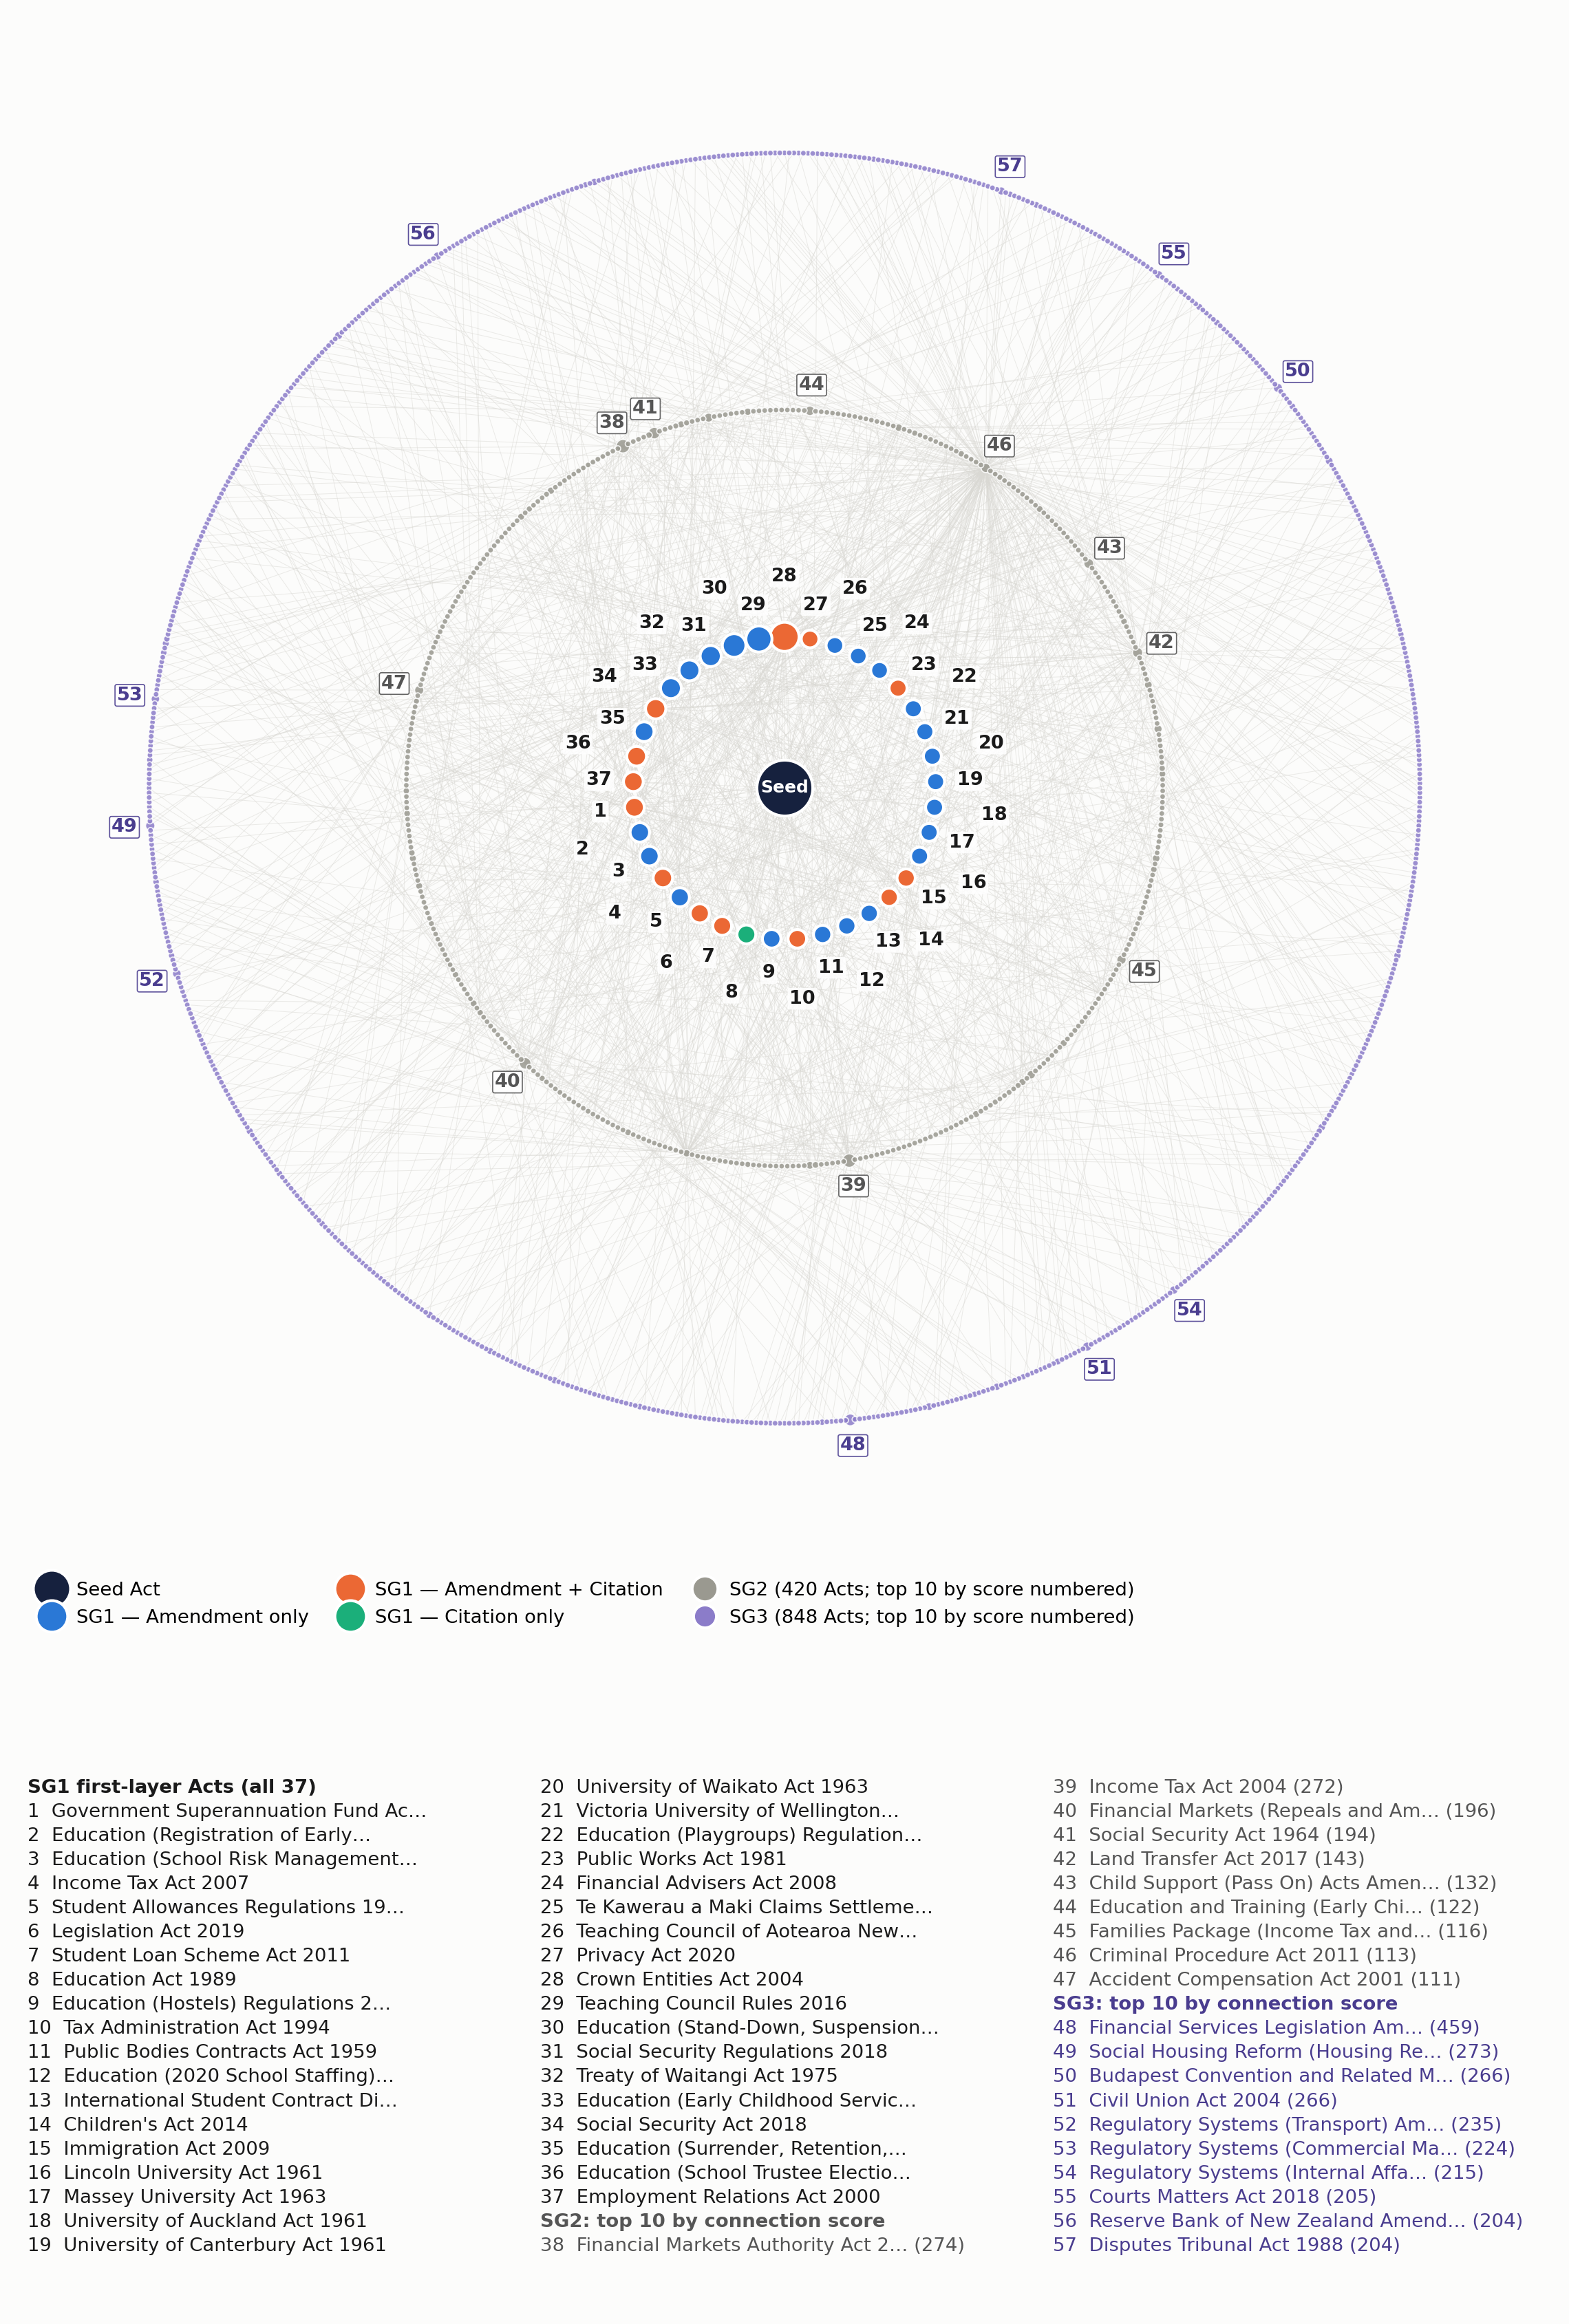 57
56
55
50
44
41
38
46
43
42
47
53
49
52
45
40
39
54
51
48
28
30
26
29
27
32
31
25
24
34
33
23
22
35
21
36
20
37
19
1
18
2
17
3
16
4
15
5
13
14
6
7
9
11
12
8
10
Seed
Seed Act
SG1 — Amendment only
SG1 — Amendment + Citation
SG1 — Citation only
SG2 (420 Acts; top 10 by score numbered)
SG3 (848 Acts; top 10 by score numbered)
SG1 first-layer Acts (all 37)
1 Government Superannuation Fund Ac…
2 Education (Registration of Early…
3 Education (School Risk Management…
4 Income Tax Act 2007
5 Student Allowances Regulations 19…
6 Legislation Act 2019
7 Student Loan Scheme Act 2011
8 Education Act 1989
9 Education (Hostels) Regulations 2…
10 Tax Administration Act 1994
11 Public Bodies Contracts Act 1959
12 Education (2020 School Staffing)…
13 International Student Contract Di…
14 Children's Act 2014
15 Immigration Act 2009
16 Lincoln University Act 1961
17 Massey University Act 1963
18 University of Auckland Act 1961
19 University of Canterbury Act 1961
20 University of Waikato Act 1963
21 Victoria University of Wellington…
22 Education (Playgroups) Regulation…
23 Public Works Act 1981
24 Financial Advisers Act 2008
25 Te Kawerau a Maki Claims Settleme…
26 Teaching Council of Aotearoa New…
27 Privacy Act 2020
28 Crown Entities Act 2004
29 Teaching Council Rules 2016
30 Education (Stand-Down, Suspension…
31 Social Security Regulations 2018
32 Treaty of Waitangi Act 1975
33 Education (Early Childhood Servic…
34 Social Security Act 2018
35 Education (Surrender, Retention,…
36 Education (School Trustee Electio…
37 Employment Relations Act 2000
SG2: top 10 by connection score
38 Financial Markets Authority Act 2… (274)
39 Income Tax Act 2004 (272)
40 Financial Markets (Repeals and Am… (196)
41 Social Security Act 1964 (194)
42 Land Transfer Act 2017 (143)
43 Child Support (Pass On) Acts Amen… (132)
44 Education and Training (Early Chi… (122)
45 Families Package (Income Tax and… (116)
46 Criminal Procedure Act 2011 (113)
47 Accident Compensation Act 2001 (111)
SG3: top 10 by connection score
48 Financial Services Legislation Am… (459)
49 Social Housing Reform (Housing Re… (273)
50 Budapest Convention and Related M… (266)
51 Civil Union Act 2004 (266)
52 Regulatory Systems (Transport) Am… (235)
53 Regulatory Systems (Commercial Ma… (224)
54 Regulatory Systems (Internal Affa… (215)
55 Courts Matters Act 2018 (205)
56 Reserve Bank of New Zealand Amend… (204)
57 Disputes Tribunal Act 1988 (204)